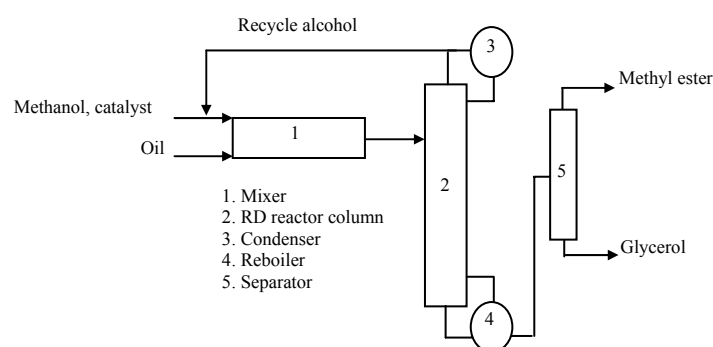 Recycle alcohol
3
Methyl ester
Methanol, catalyst
1
Oil
2
5
1. Mixer
2. RD reactor column
3. Condenser
4. Reboiler
5. Separator
Glycerol
4